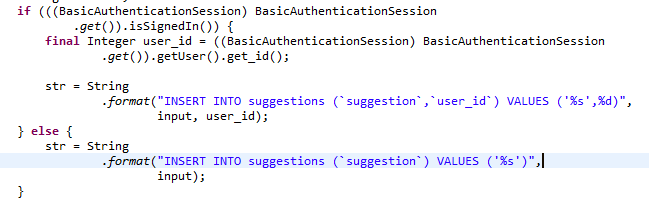 if (((BasicAuthenticationSession) BasicAuthenticationSession
.get()).isSignedIn()) {
final Integer user_id = ((BasicAuthenticationSession) BasicAuthenticationSession
.get()).getUser().get_id();
str = String
.format("INSERT INTO suggestions (`suggestion`,`user_id`) VALUES ('%s',%d)",
input, user_id);
} else {
str = String
.format("INSERT INTO suggestions (`suggestion`) VALUES ('%s')",
input);
}